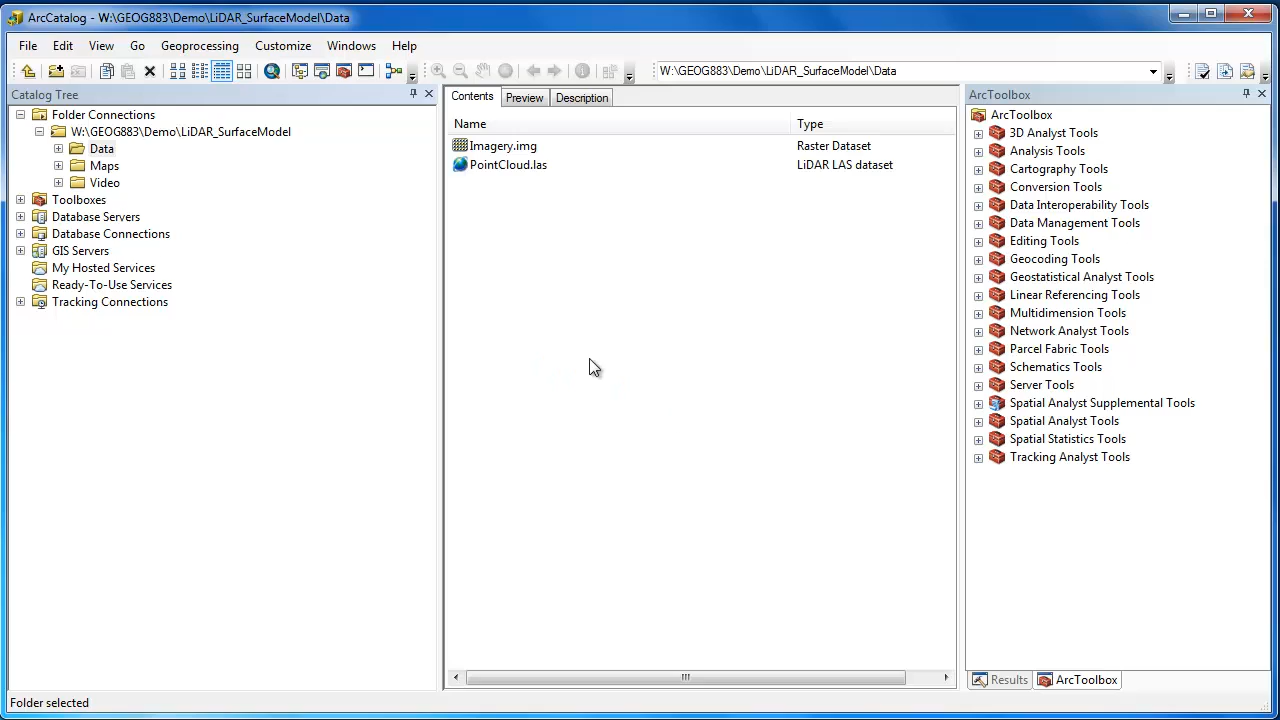 ArcCatalog - W:\GEOG883\Demo\LiDAR_SurfaceModel\Data
File Edit View Go Geoprocessing Customize Windows Help
W:\GEOG883\Demo\LiDAR_SurfaceModel\Data
Catalog Tree
Folder Connections
W:\GEOG883\Demo\LiDAR_SurfaceModel
Data
Maps
Video
Toolboxes
Database Servers
Database Connections
GIS Servers
My Hosted Services
Ready-To-Use Services
Tracking Connections
Contents Preview Description
Name Type
Imagery.img Raster Dataset
PointCloud.las LiDAR LAS dataset
ArcToolbox
ArcToolbox
3D Analyst Tools
Analysis Tools
Cartography Tools
Conversion Tools
Data Interoperability Tools
Data Management Tools
Editing Tools
Geocoding Tools
Geostatistical Analyst Tools
Linear Referencing Tools
Multidimension Tools
Network Analyst Tools
Parcel Fabric Tools
Schematics Tools
Server Tools
Spatial Analyst Supplemental Tools
Spatial Analyst Tools
Spatial Statistics Tools
Tracking Analyst Tools
Results ArcToolbox
Folder selected